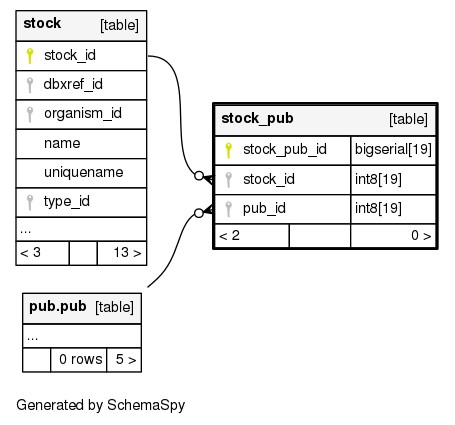 stock [table]
stock_id
dbxref_id
organism_id
name
uniquename
type_id
...
< 3 13 >
stock_pub [table]
stock_pub_id bigserial[19]
stock_id int8[19]
pub_id int8[19]
< 2 0 >
pub.pub [table]
...
0 rows 5 >
Generated by SchemaSpy